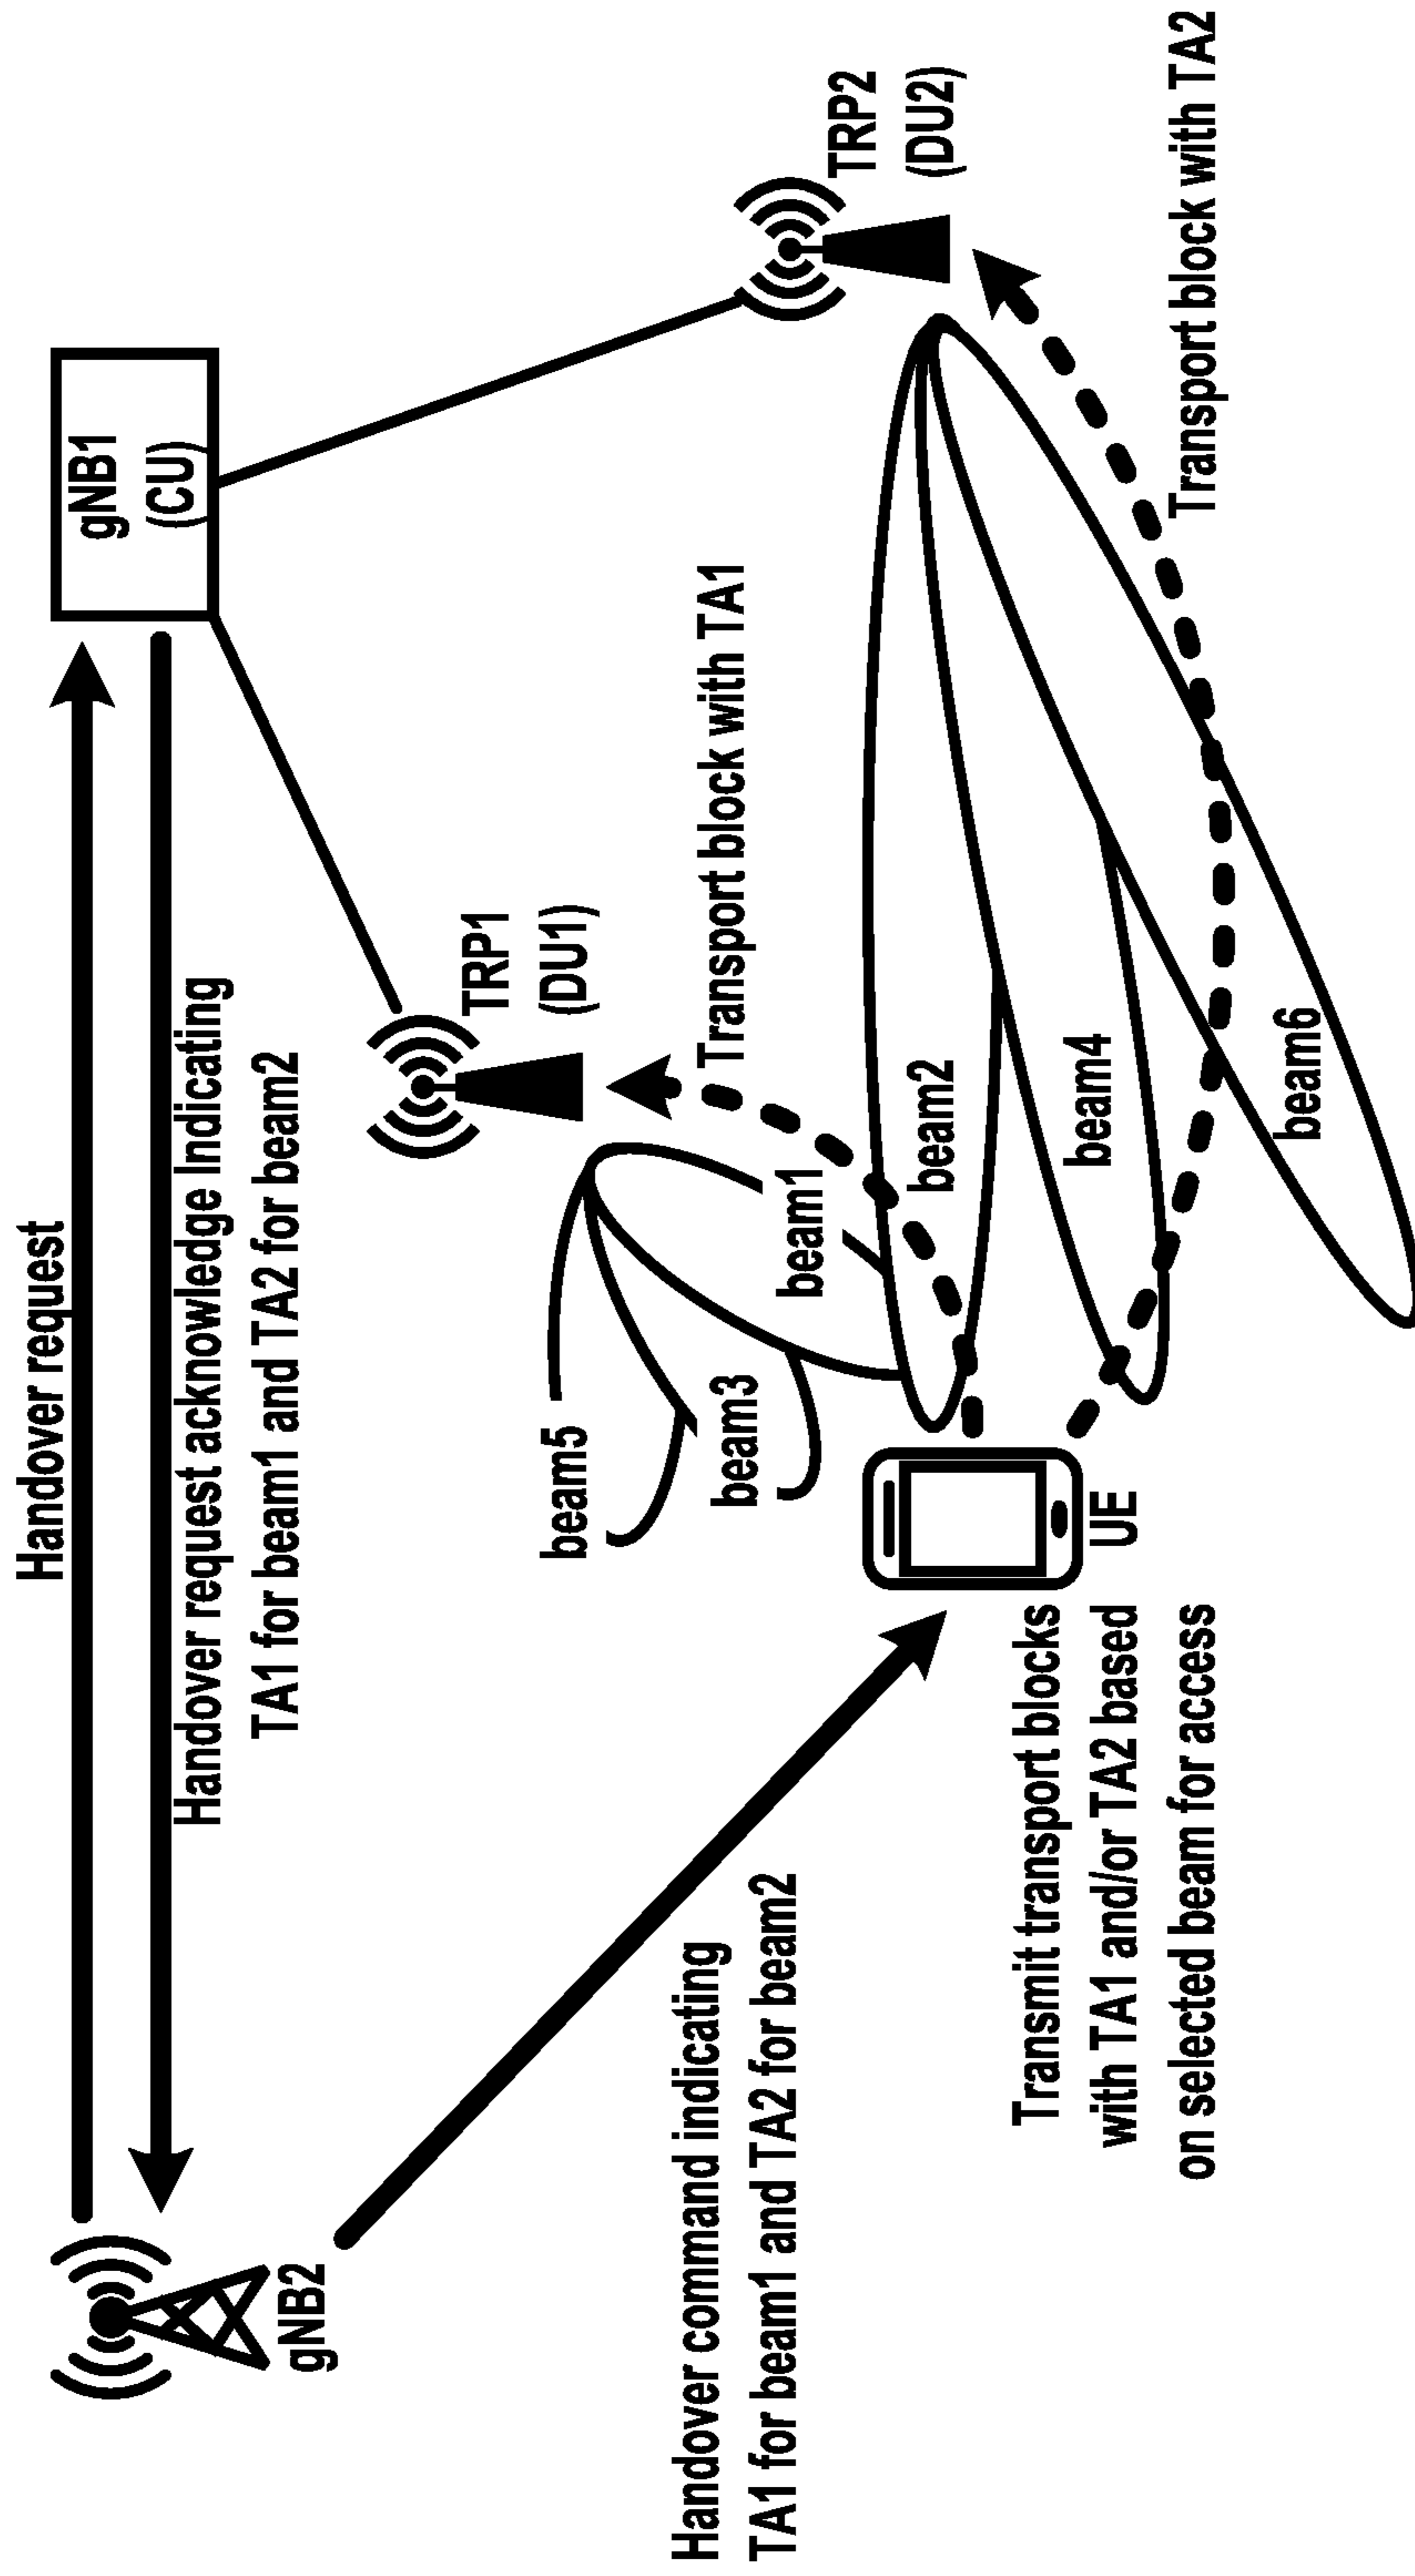 Handover request
gNB1
(CU)
Handover request acknowledge Indicating
TA1 for beam1 and TA2 for beam2
gNB2
TRP1
(DU1)
TRP2
(DU2)
beam5
beam3
beam1
Transport block with TA1
beam2
beam4
beam6
Handover command indicating
TA1 for beam1 and TA2 for beam2
UE
Transmit transport blocks
with TA1 and/or TA2 based
on selected beam for access
Transport block with TA2